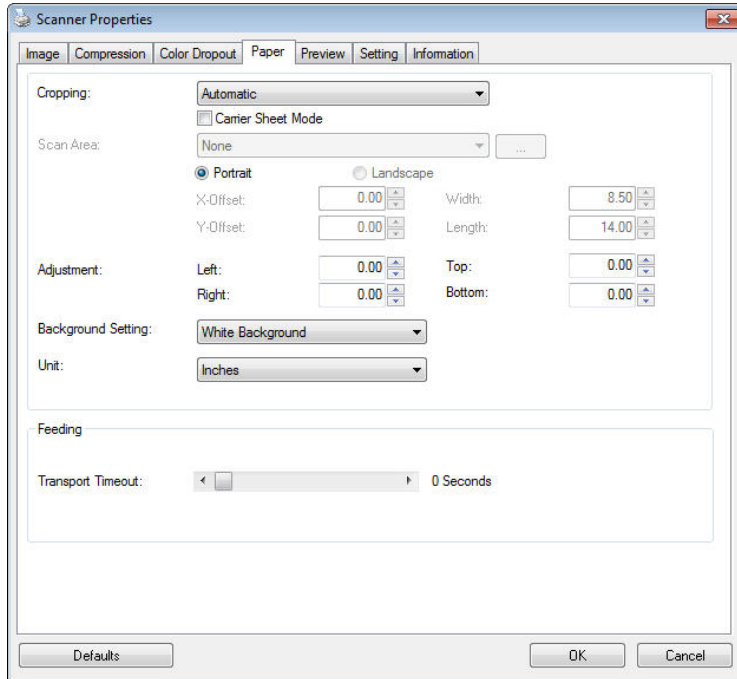 Scanner Properties
Image Compression Color Dropout Paper Preview Setting Information
Cropping: Automatic
Carrier Sheet Mode
Scan Area: None ...
Portrait Landscape
X-Offset: 0.00 Width: 8.50
Y-Offset: 0.00 Length: 14.00
Adjustment: Left: 0.00 Top: 0.00
Right: 0.00 Bottom: 0.00
Background Setting: White Background
Unit: Inches
Feeding
Transport Timeout: 0 Seconds
Defaults OK Cancel